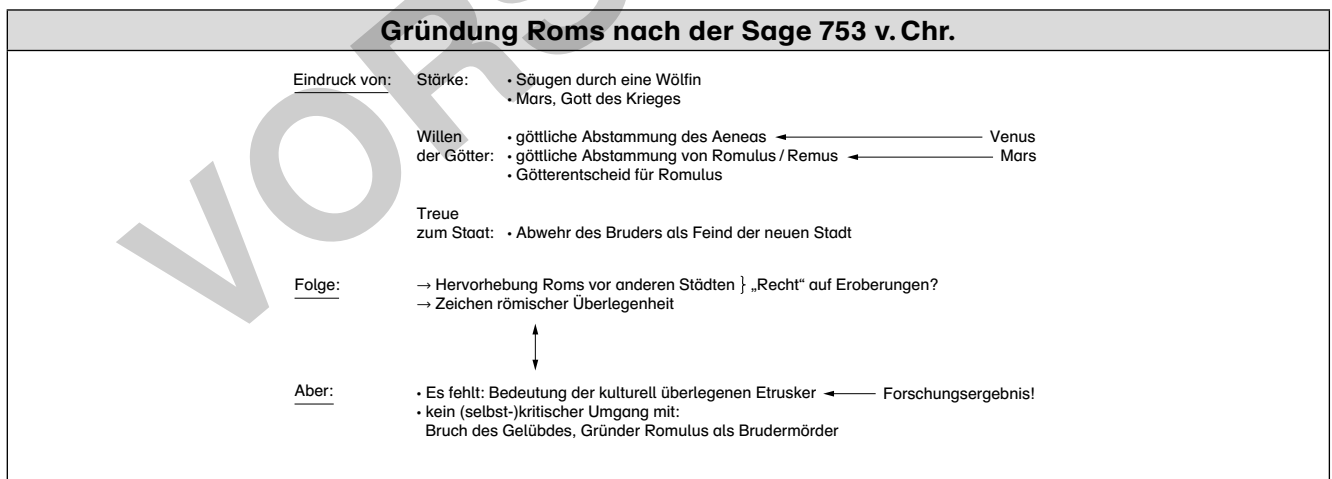 Gründung Roms nach der Sage 753 v. Chr.
Eindruck von: Stärke: • Säugen durch eine Wölfin
• Mars, Gott des Krieges
Willen • göttliche Abstammung des Aeneas ← Venus
der Götter: • göttliche Abstammung von Romulus / Remus ← Mars
• Götterentscheid für Romulus
Treue
zum Staat: • Abwehr des Bruders als Feind der neuen Stadt
Folge: → Hervorhebung Roms vor anderen Städten } „Recht“ auf Eroberungen?
→ Zeichen römischer Überlegenheit
Aber: • Es fehlt: Bedeutung der kulturell überlegenen Etrusker ← Forschungsergebnis!
• kein (selbst-)kritischer Umgang mit:
Bruch des Gelübdes, Gründer Romulus als Brudermörder
VORS